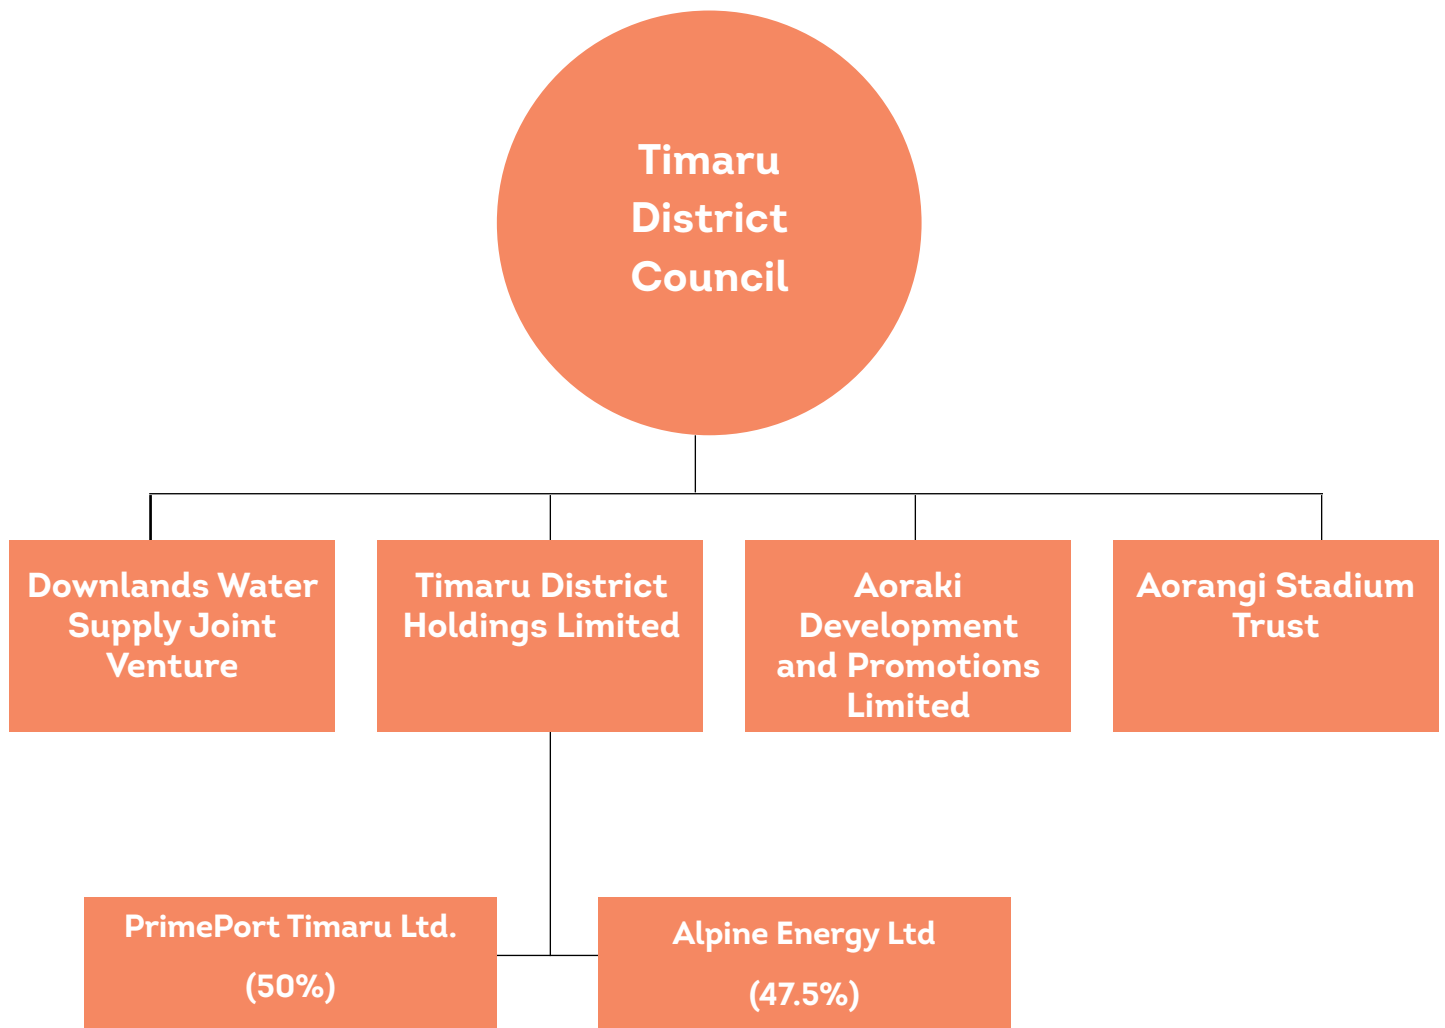 Timaru
District
Council
Downlands Water
Supply Joint
Venture
Timaru District
Holdings Limited
Aoraki
Development
and Promotions
Limited
Aorangi Stadium
Trust
PrimePort Timaru Ltd.
(50%)
Alpine Energy Ltd
(47.5%)